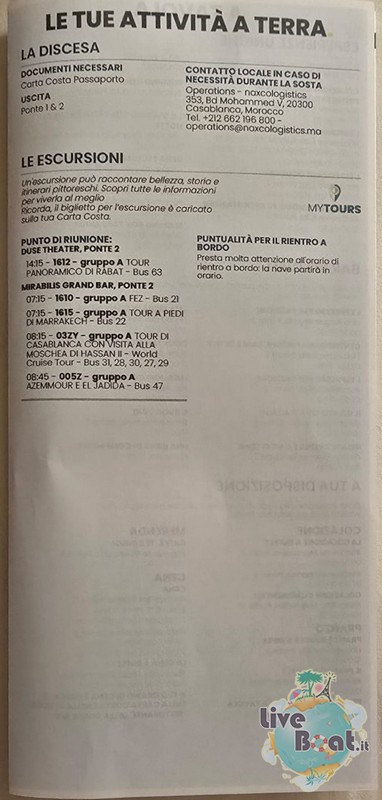 LE TUE ATTIVITÀ A TERRA
LA DISCESA
DOCUMENTI NECESSARI
Carta Costa Passaporto
USCITA
Ponte 1 & 2
CONTATTO LOCALE IN CASO DI
NECESSITÀ DURANTE LA SOSTA
Operations - naxcologistics
353, Bd Mohammed V, 20300
Casablanca, Morocco
Tel. +212 662 196 800 -
operations@naxcologistics.ma
LE ESCURSIONI
Un'escursione può raccontare bellezza, storia e
itinerari pittoreschi. Scopri tutte le informazioni
per viverla al meglio
Ricorda, il biglietto per l'escursione è caricato
sulla tua Carta Costa.
MYTOURS
PUNTO DI RIUNIONE:
DUSE THEATER, PONTE 2
14:15 - 1612 - gruppo A TOUR
PANORAMICO DI RABAT - Bus 63
MIRABILIS GRAND BAR, PONTE 2
07:15 - 1610 - gruppo A FEZ - Bus 21
07:15 - 1615 - gruppo A TOUR A PIEDI
DI MARRAKECH - Bus 22
08:15 - 03ZY - gruppo A TOUR DI
CASABLANCA CON VISITA ALLA
MOSCHEA DI HASSAN II - World
Cruise Tour - Bus 31, 28, 30, 27, 29
08:45 - 005Z - gruppo A
AZEMMOUR E EL JADIDA - Bus 47
PUNTUALITÀ PER IL RIENTRO A
BORDO
Presta molta attenzione all'orario di
rientro a bordo: la nave partirà in
orario.
Live
Boat.it